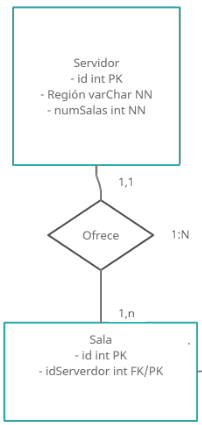 Servidor
- id int PK
- Región varChar NN
- numSalas int NN
1,1
Ofrece
1:N
1,n
Sala
- id int PK
- idServerdor int FK/PK